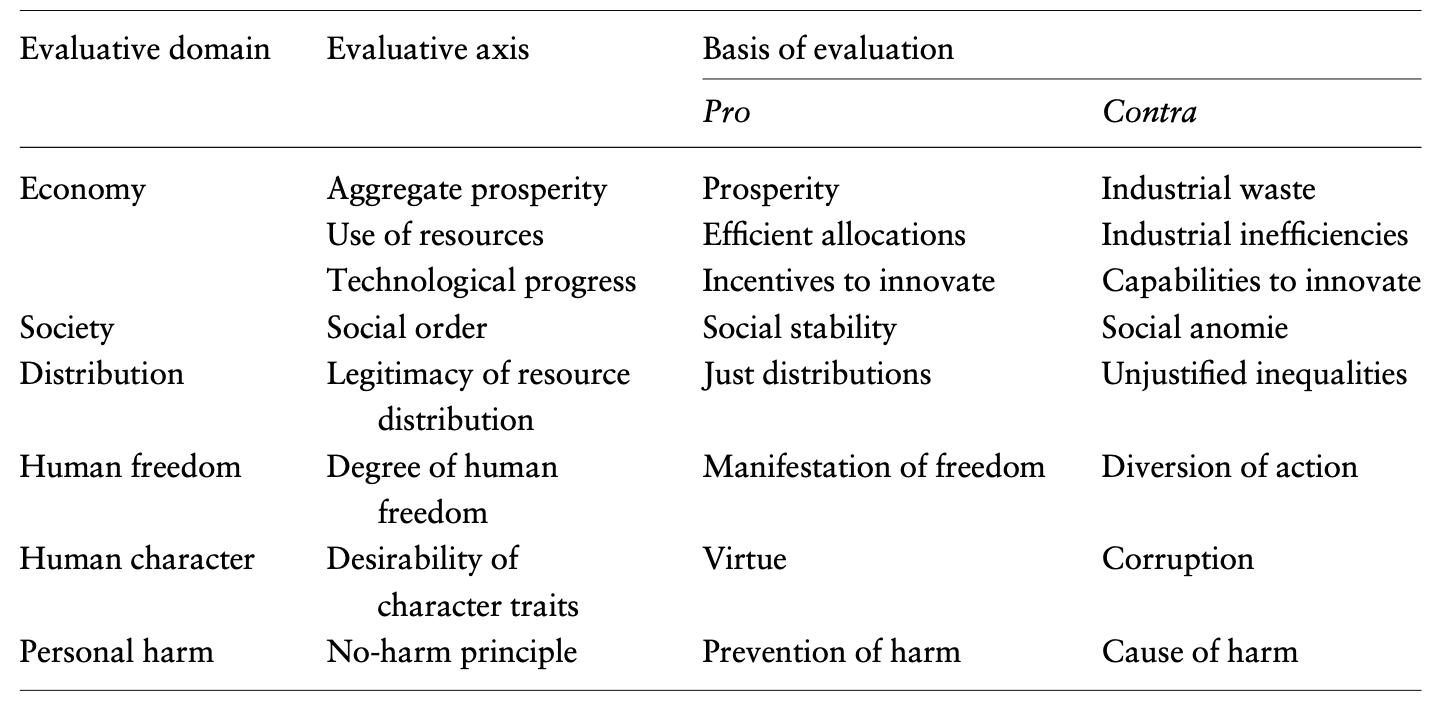 Evaluative domain Evaluative axis Basis of evaluation
Pro Contra
Economy Aggregate prosperity Prosperity Industrial waste
Use of resources Efficient allocations Industrial inefficiencies
Technological progress Incentives to innovate Capabilities to innovate
Society Social order Social stability Social anomie
Distribution Legitimacy of resource Just distributions Unjustified inequalities
distribution
Human freedom Degree of human Manifestation of freedom Diversion of action
freedom
Human character Desirability of Virtue Corruption
character traits
Personal harm No-harm principle Prevention of harm Cause of harm